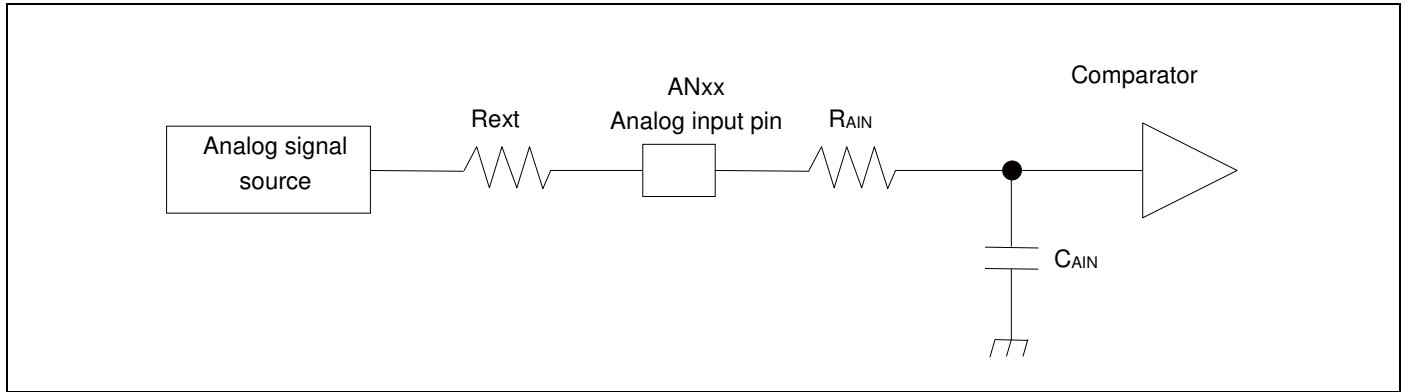 Comparator
ANxx
Analog input pin
Rext
RAIN
Analog signal
source
CAIN